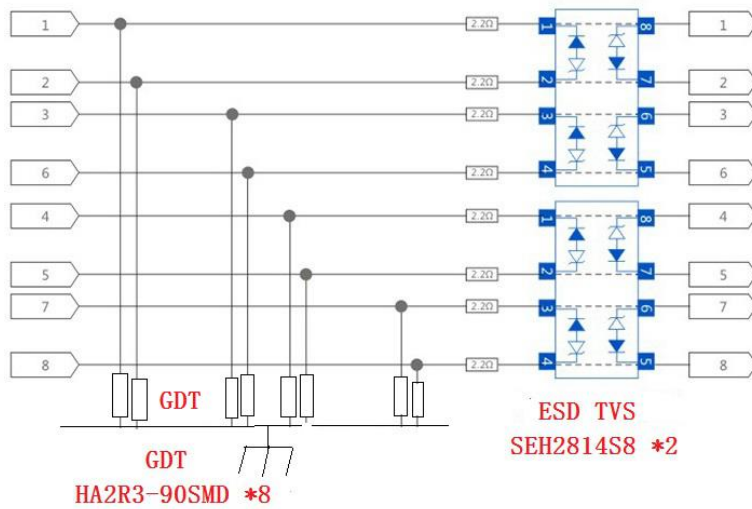 1 2.2Ω 1 8 1
2 2.2Ω 2 7 2
3 2.2Ω 3 6 3
6 2.2Ω 4 5 6
4 2.2Ω 1 8 4
5 2.2Ω 2 7 5
7 2.2Ω 3 6 7
8 2.2Ω 4 5 8
GDT
ESD TVS
SEH2814S8 *2
GDT
HA2R3-90SMD *8